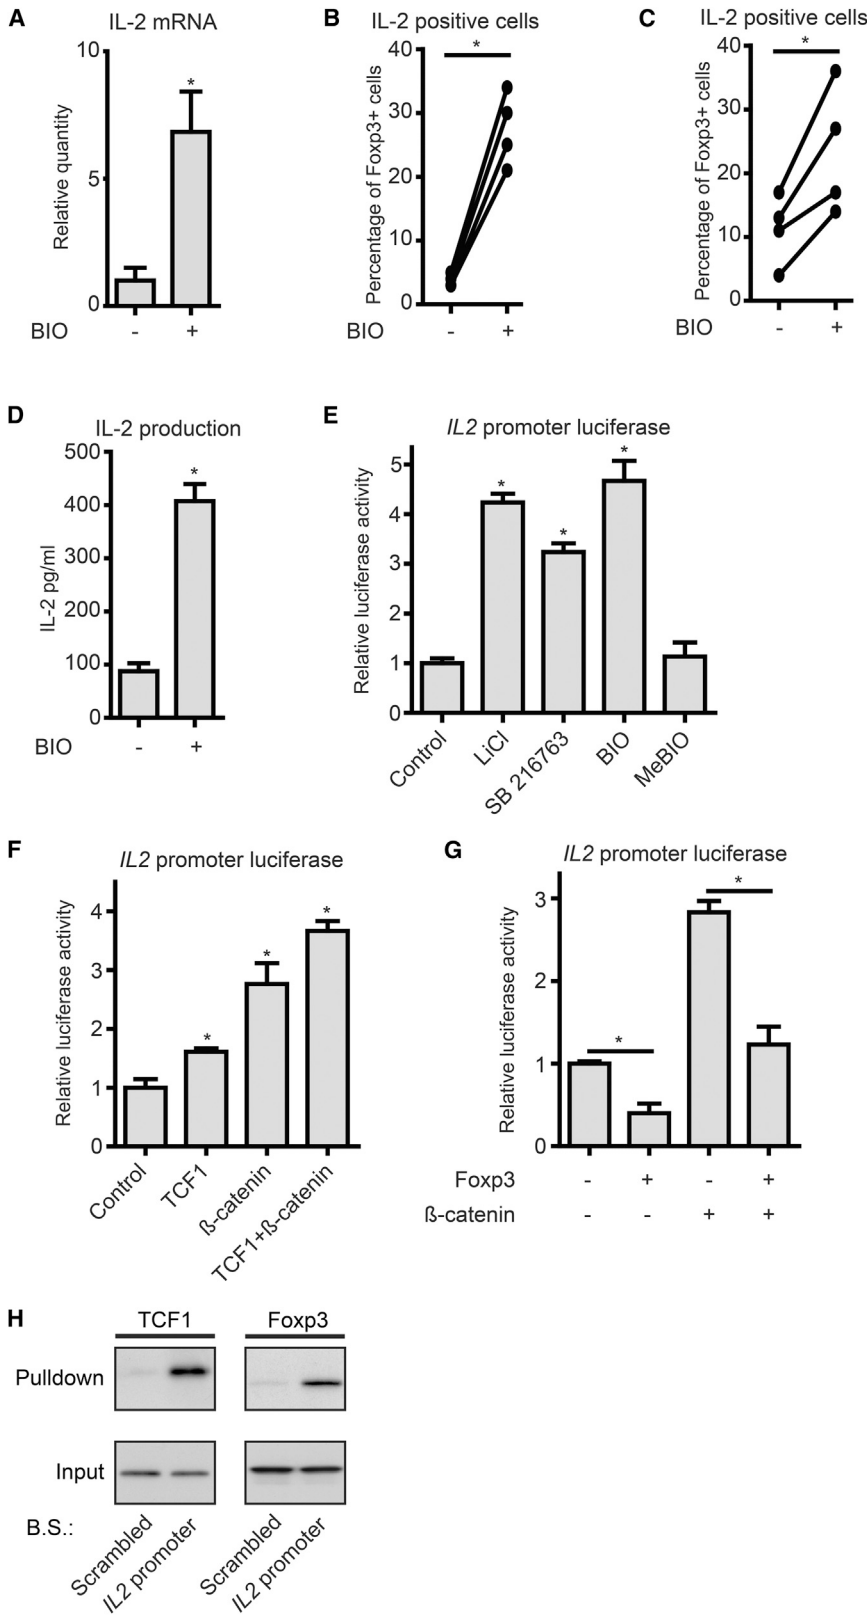 A
IL-2 mRNA
Relative quantity
10
5
0
BIO - +
*
B
IL-2 positive cells
Percentage of Foxp3+ cells
40
30
20
10
0
BIO - +
*
C
IL-2 positive cells
Percentage of Foxp3+ cells
40
30
20
10
0
BIO - +
*
D
IL-2 production
IL-2 pg/ml
500
400
300
200
100
0
BIO - +
*
E
IL2 promoter luciferase
Relative luciferase activity
5
4
3
2
1
0
* * *
Control
LiCl
SB 216763
BIO
MeBIO
F
IL2 promoter luciferase
Relative luciferase activity
4
3
2
1
0
* * *
Control
TCF1
ß-catenin
TCF1+ß-catenin
G
IL2 promoter luciferase
Relative luciferase activity
3
2
1
0
* *
Foxp3 - + - +
ß-catenin - - + +
H
TCF1 Foxp3
Pulldown
Input
B.S.:
Scrambled
IL2 promoter
Scrambled
IL2 promoter